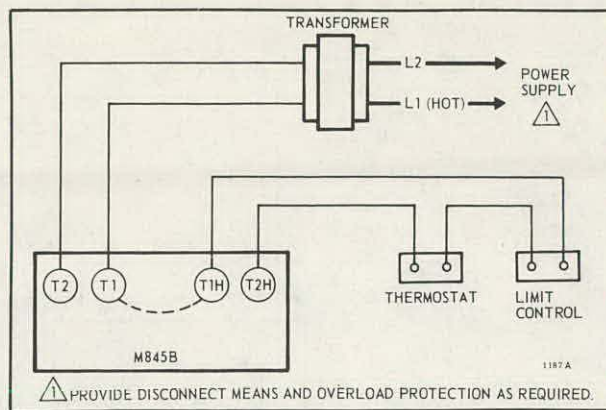 TRANSFORMER
L2
POWER
SUPPLY
L1 (HOT)
1
T2
T1
T1H
T2H
THERMOSTAT
LIMIT
CONTROL
M845B
1187A
1 PROVIDE DISCONNECT MEANS AND OVERLOAD PROTECTION AS REQUIRED.